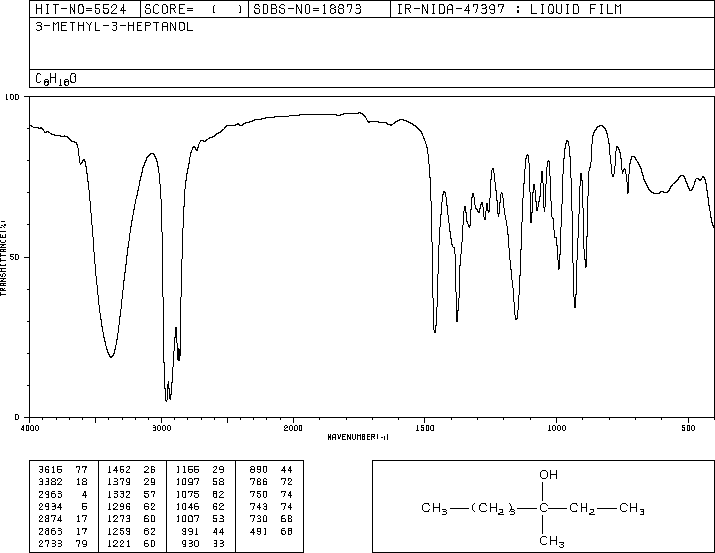 HIT-NO=5524 SCORE= ( ) SDBS-NO=18873 IR-NIDA-47397 : LIQUID FILM
3-METHYL-3-HEPTANOL
C8H18O
100
TRANSMITTANCE(%)
50
0
4000 3000 2000 1500 1000 500
WAVENUMBER(-1)
3615 77 1462 26 1155 29 890 44
3382 18 1379 29 1097 58 786 72
2963 4 1332 57 1075 62 750 74
2934 5 1296 62 1046 62 743 74
2874 17 1273 60 1007 53 730 68
2863 17 1259 62 991 44 491 68
2733 79 1221 60 930 33
OH
CH3 (CH2)3 C CH2 CH3
CH3